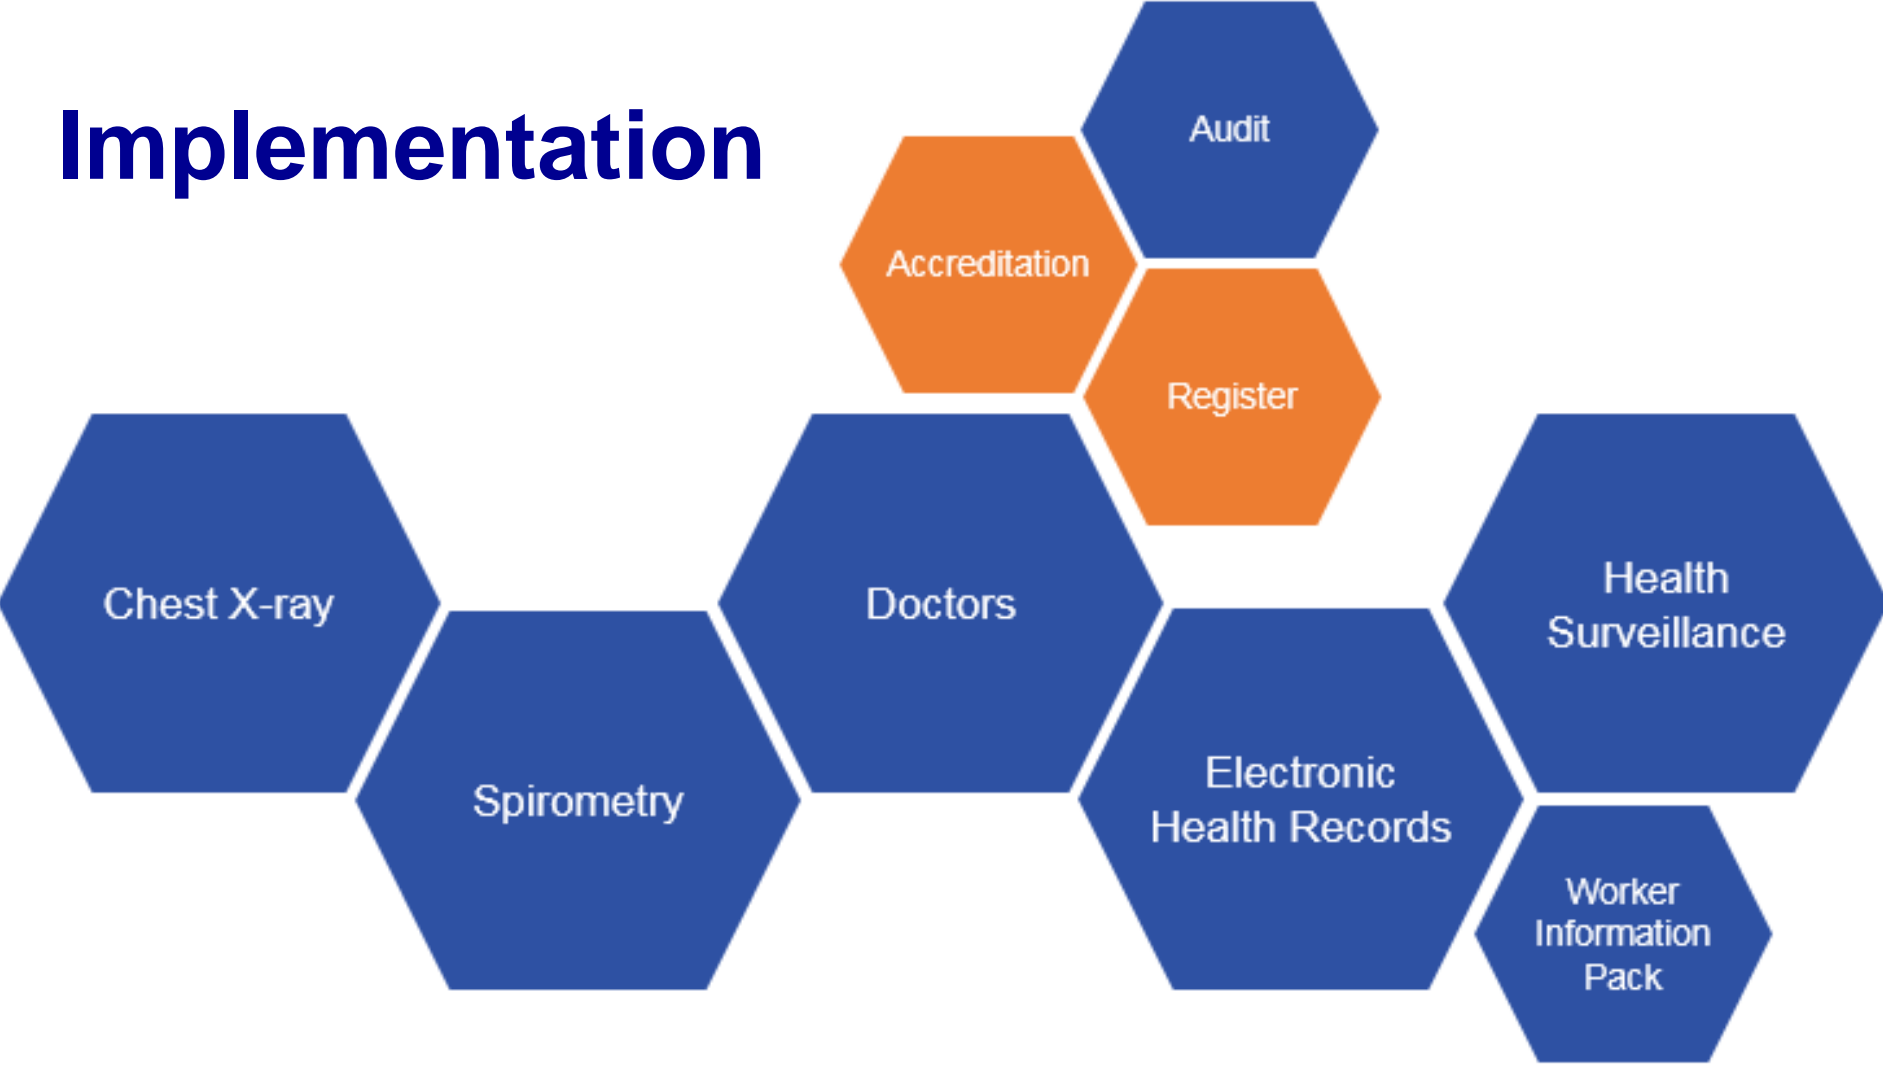 Implementation
Audit
Accreditation
Register
Chest X-ray
Spirometry
Doctors
Electronic
Health Records
Health
Surveillance
Worker
Information
Pack